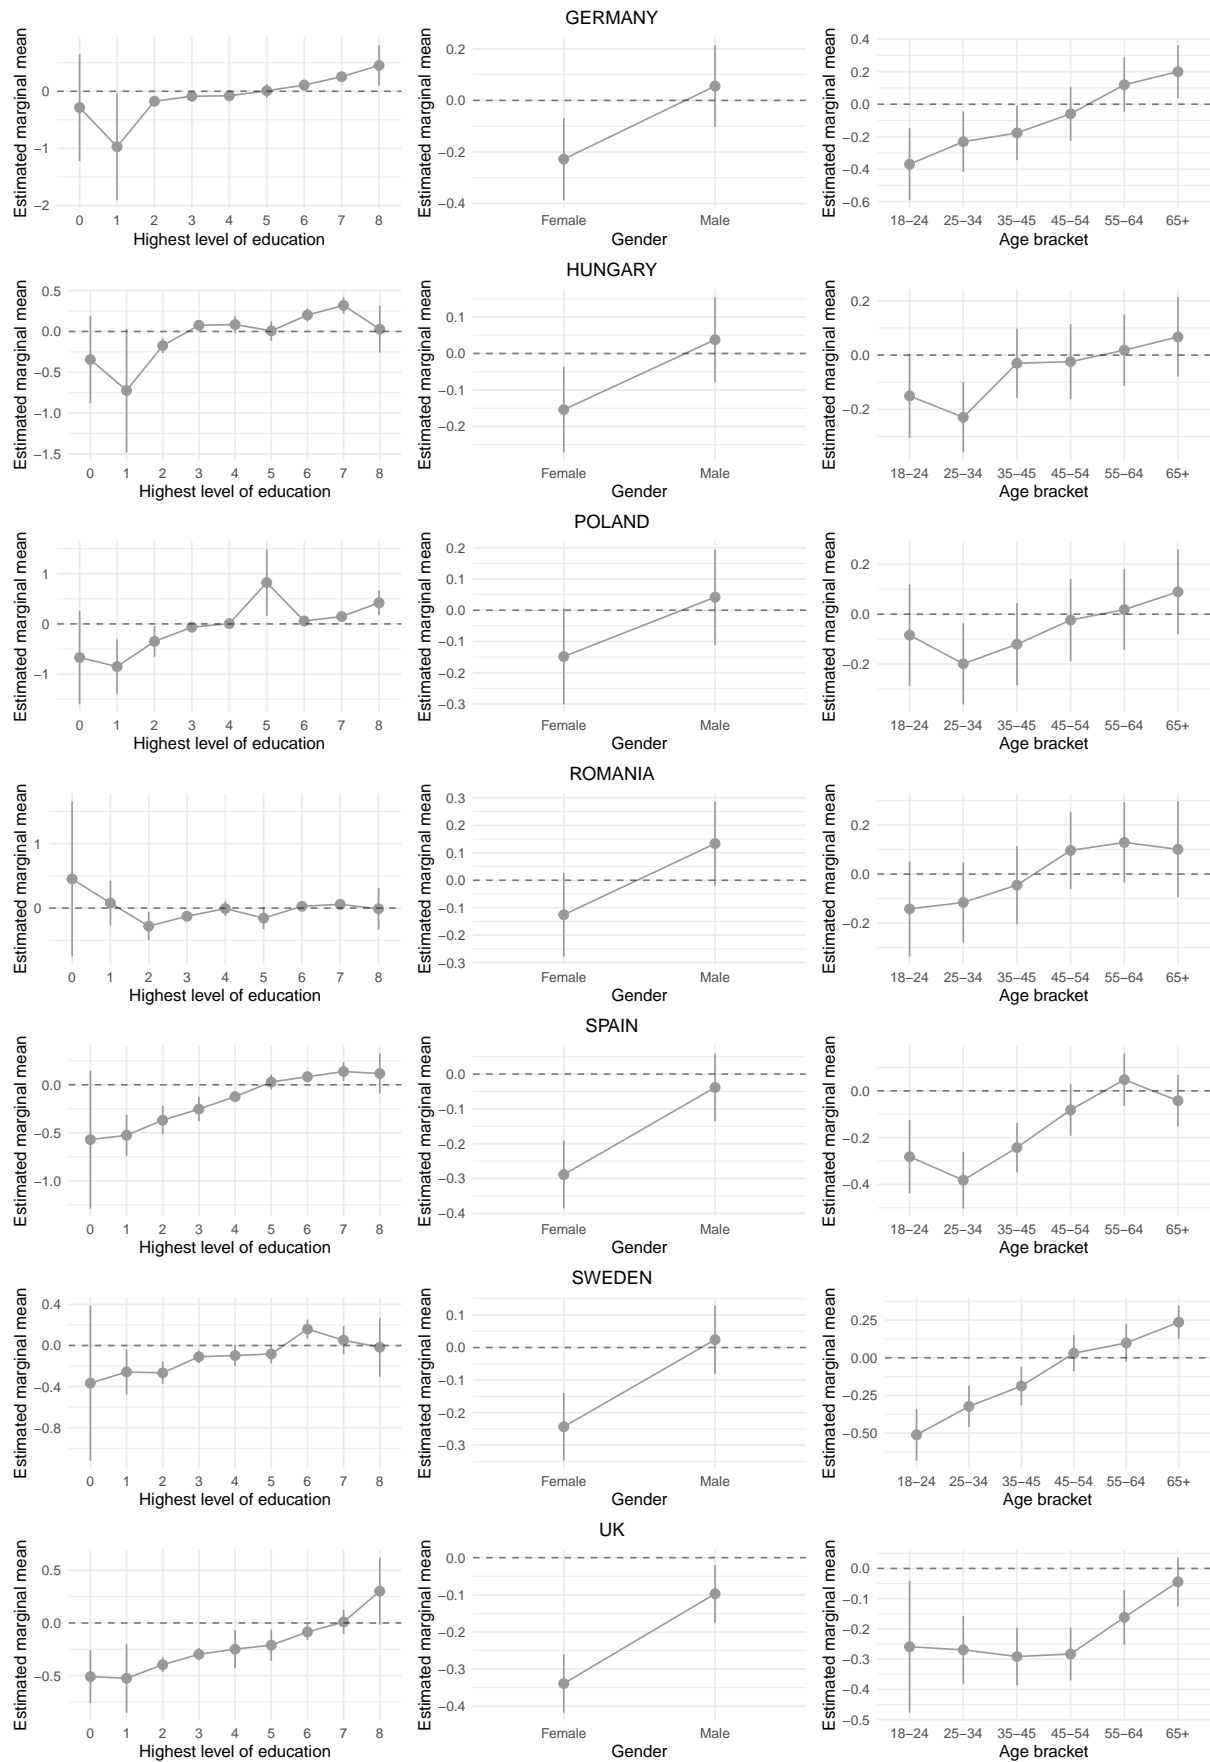 GERMANY
Estimated marginal mean
0
−1
−2
0 1 2 3 4 5 6 7 8
Highest level of education
Estimated marginal mean
0.2
0.0
−0.2
−0.4
Female Male
Gender
Estimated marginal mean
0.4
0.2
0.0
−0.2
−0.4
−0.6
18−24 25−34 35−45 45−54 55−64 65+
Age bracket
HUNGARY
Estimated marginal mean
0.5
0.0
−0.5
−1.0
−1.5
0 1 2 3 4 5 6 7 8
Highest level of education
Estimated marginal mean
0.1
0.0
−0.1
−0.2
Female Male
Gender
Estimated marginal mean
0.2
0.0
−0.2
18−24 25−34 35−45 45−54 55−64 65+
Age bracket
POLAND
Estimated marginal mean
1
0
−1
0 1 2 3 4 5 6 7 8
Highest level of education
Estimated marginal mean
0.2
0.1
0.0
−0.1
−0.2
−0.3
Female Male
Gender
Estimated marginal mean
0.2
0.0
−0.2
18−24 25−34 35−45 45−54 55−64 65+
Age bracket
ROMANIA
Estimated marginal mean
1
0
0 1 2 3 4 5 6 7 8
Highest level of education
Estimated marginal mean
0.3
0.2
0.1
0.0
−0.1
−0.2
−0.3
Female Male
Gender
Estimated marginal mean
0.2
0.0
−0.2
18−24 25−34 35−45 45−54 55−64 65+
Age bracket
SPAIN
Estimated marginal mean
0.0
−0.5
−1.0
0 1 2 3 4 5 6 7 8
Highest level of education
Estimated marginal mean
0.0
−0.1
−0.2
−0.3
−0.4
Female Male
Gender
Estimated marginal mean
0.0
−0.2
−0.4
18−24 25−34 35−45 45−54 55−64 65+
Age bracket
SWEDEN
Estimated marginal mean
0.4
0.0
−0.4
−0.8
0 1 2 3 4 5 6 7 8
Highest level of education
Estimated marginal mean
0.1
0.0
−0.1
−0.2
−0.3
Female Male
Gender
Estimated marginal mean
0.25
0.00
−0.25
−0.50
18−24 25−34 35−45 45−54 55−64 65+
Age bracket
UK
Estimated marginal mean
0.5
0.0
−0.5
0 1 2 3 4 5 6 7 8
Highest level of education
Estimated marginal mean
0.0
−0.1
−0.2
−0.3
−0.4
Female Male
Gender
Estimated marginal mean
0.0
−0.1
−0.2
−0.3
−0.4
−0.5
18−24 25−34 35−45 45−54 55−64 65+
Age bracket